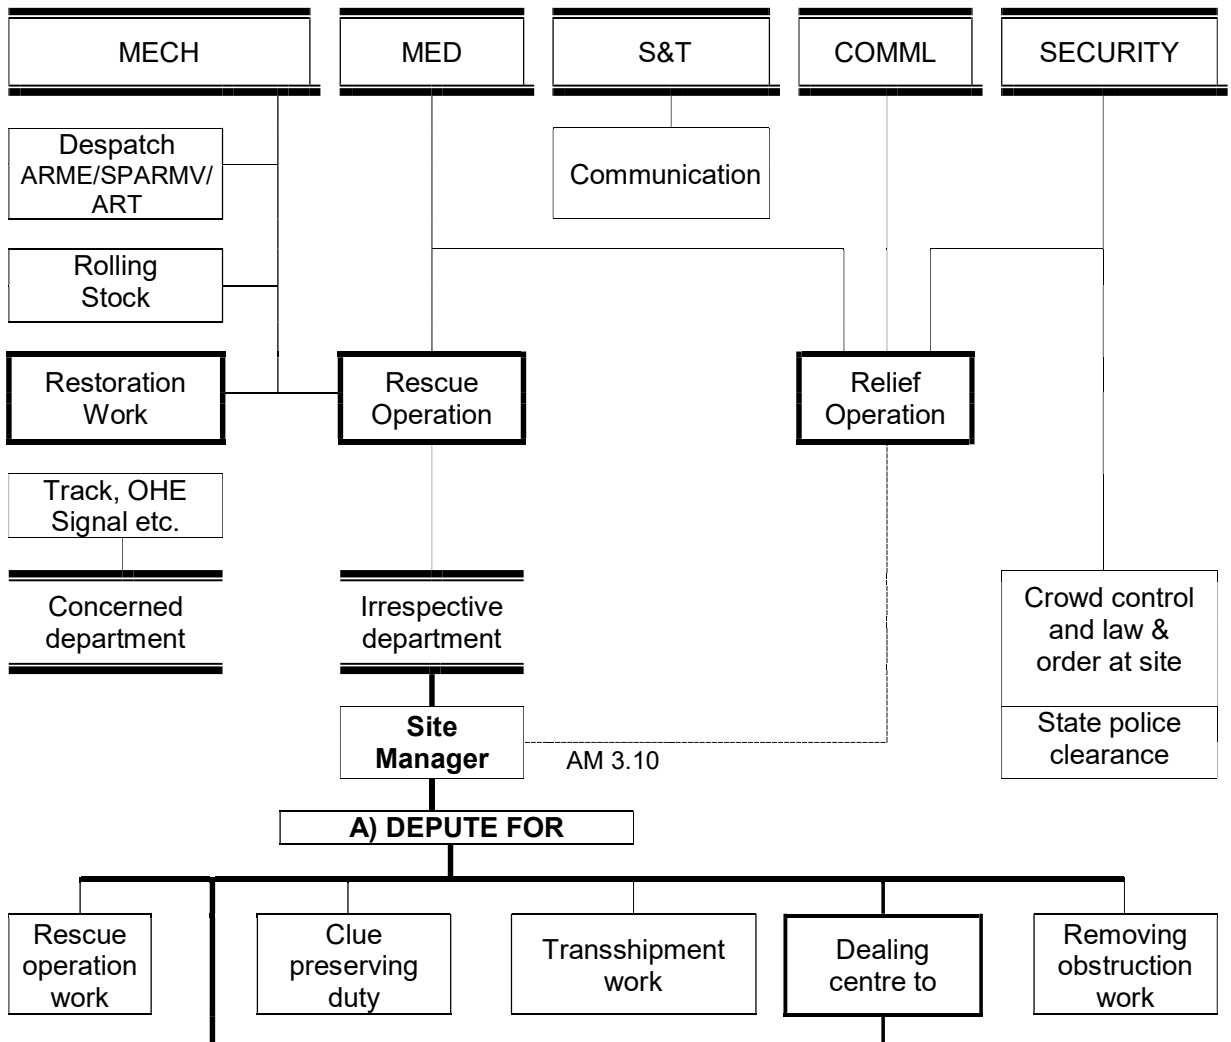 MECH
MED
S&T
COMML
SECURITY
Despatch
ARME/SPARMV/
ART
Communication
Rolling
Stock
Restoration
Work
Rescue
Operation
Relief
Operation
Track, OHE
Signal etc.
Concerned
department
Irrespective
department
Crowd control
and law &
order at site
Site
Manager
AM 3.10
State police
clearance
A) DEPUTE FOR
Rescue
operation
work
Clue
preserving
duty
Transshipment
work
Dealing
centre to
Removing
obstruction
work